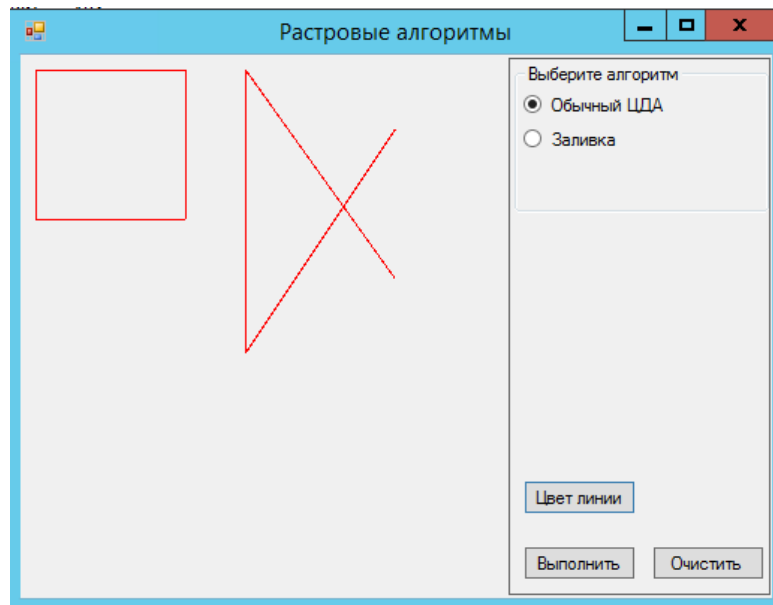 Растровые алгоритмы
Выберите алгоритм
Обычный ЦДА
Заливка
Цвет линии
Выполнить
Очистить